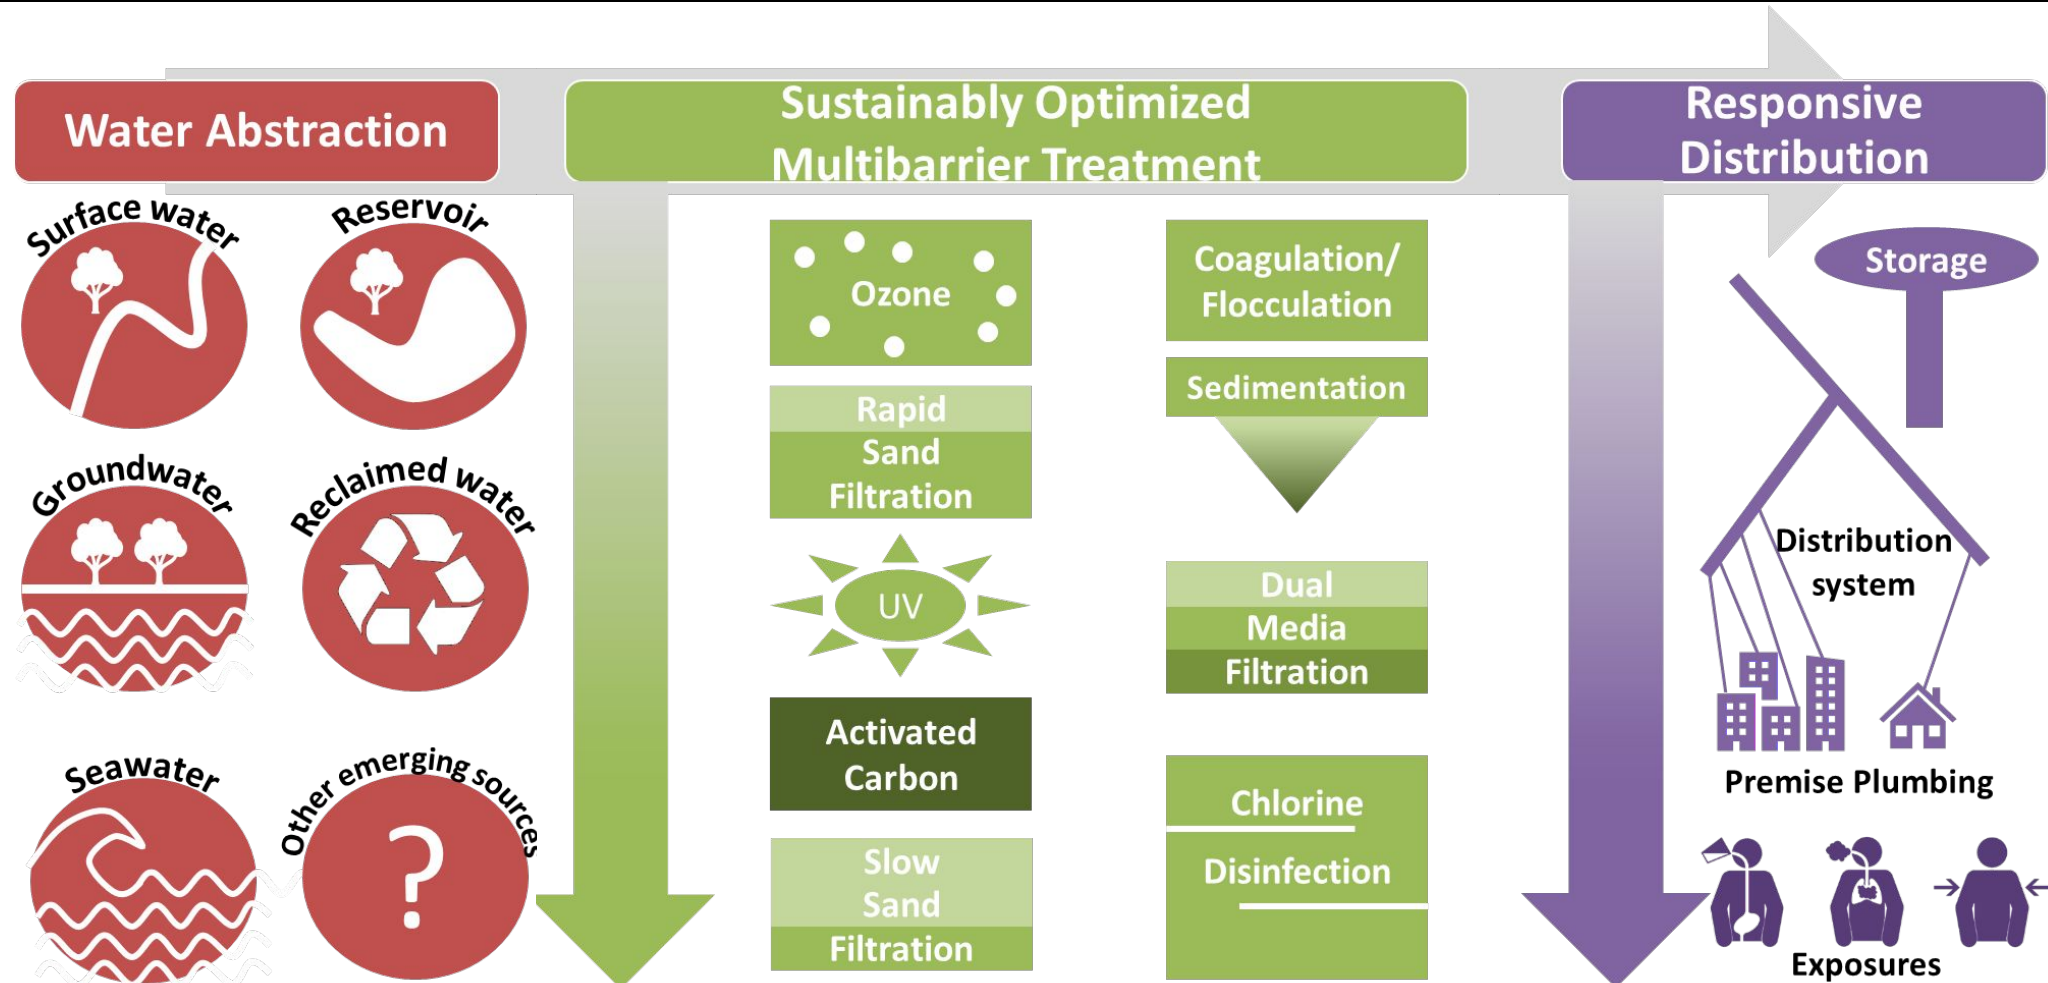 Water Abstraction
Surface water
Reservoir
Groundwater
Reclaimed water
Seawater
Other emerging sources
?
Sustainably Optimized
Multibarrier Treatment
Ozone
Rapid
Sand
Filtration
UV
Activated
Carbon
Slow
Sand
Filtration
Coagulation/
Flocculation
Sedimentation
Dual
Media
Filtration
Chlorine
Disinfection
Responsive
Distribution
Storage
Distribution
system
Premise Plumbing
Exposures